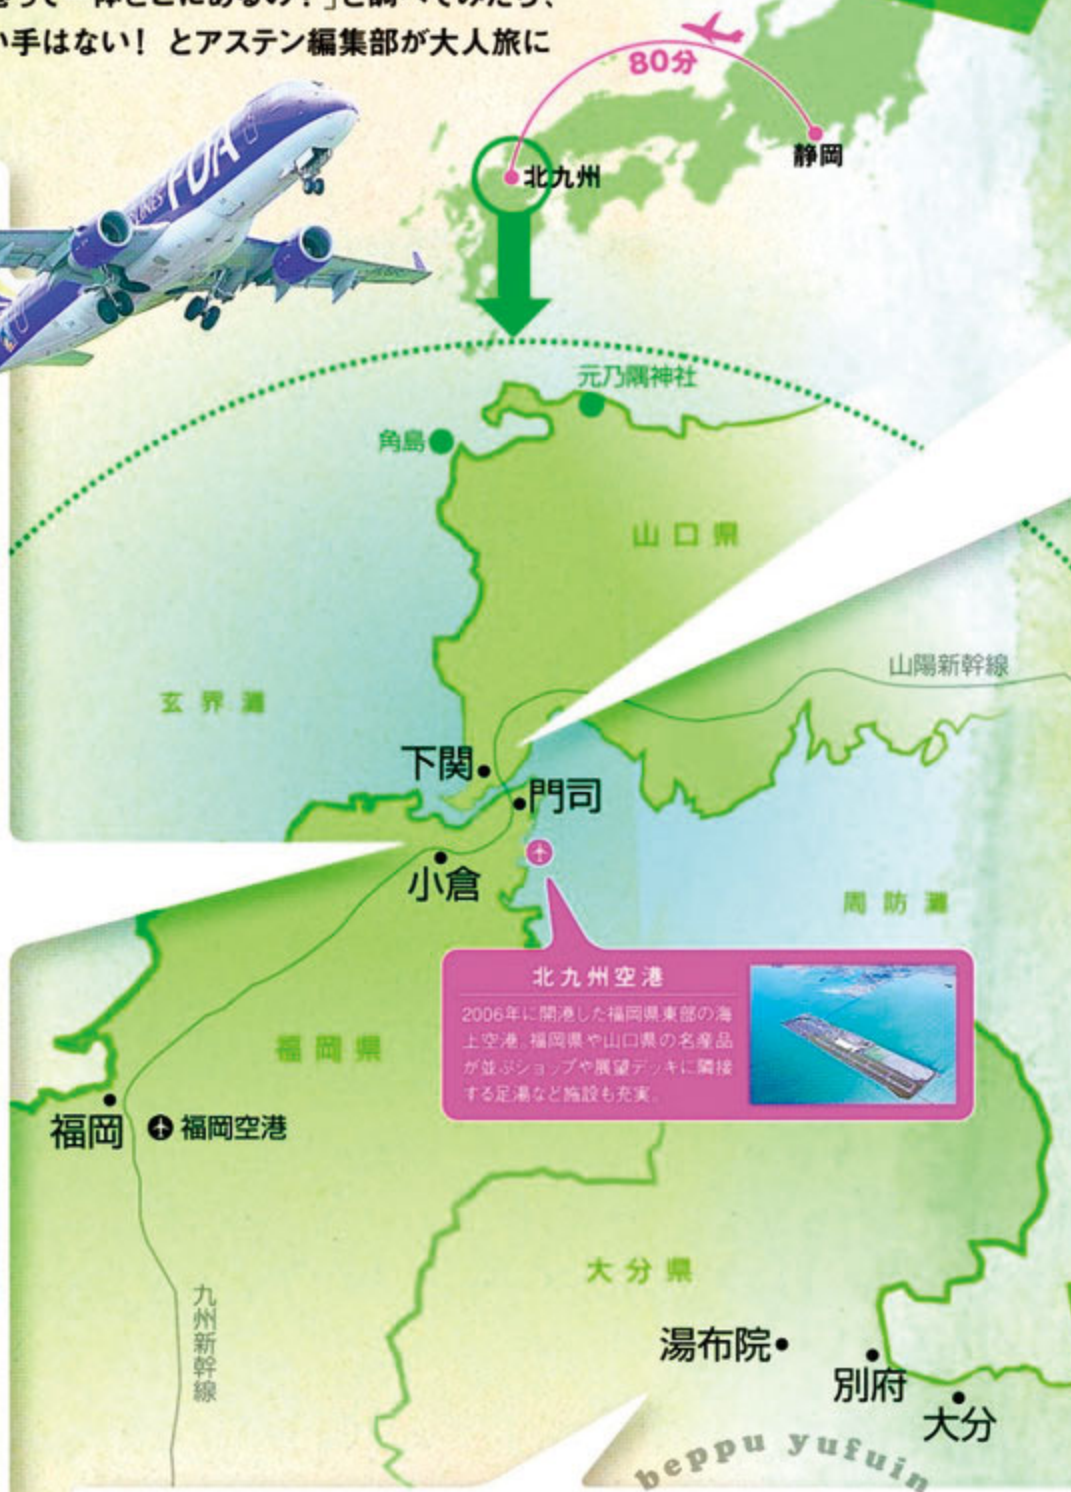 い手はない！ とアステン編集部が大人旅に
80分
静岡
北九州
FDA
元乃隅神社
角島
山口県
山陽新幹線
玄界灘
下関
門司
小倉
周防灘
北九州空港
2006年に開港した福岡県東部の海
上空港。福岡県や山口県の名産品
が並ぶショップや展望デッキに隣接
する足湯など施設も充実。
福岡県
福岡
福岡空港
大分県
九州新幹線
湯布院
別府
大分
beppu yufuin